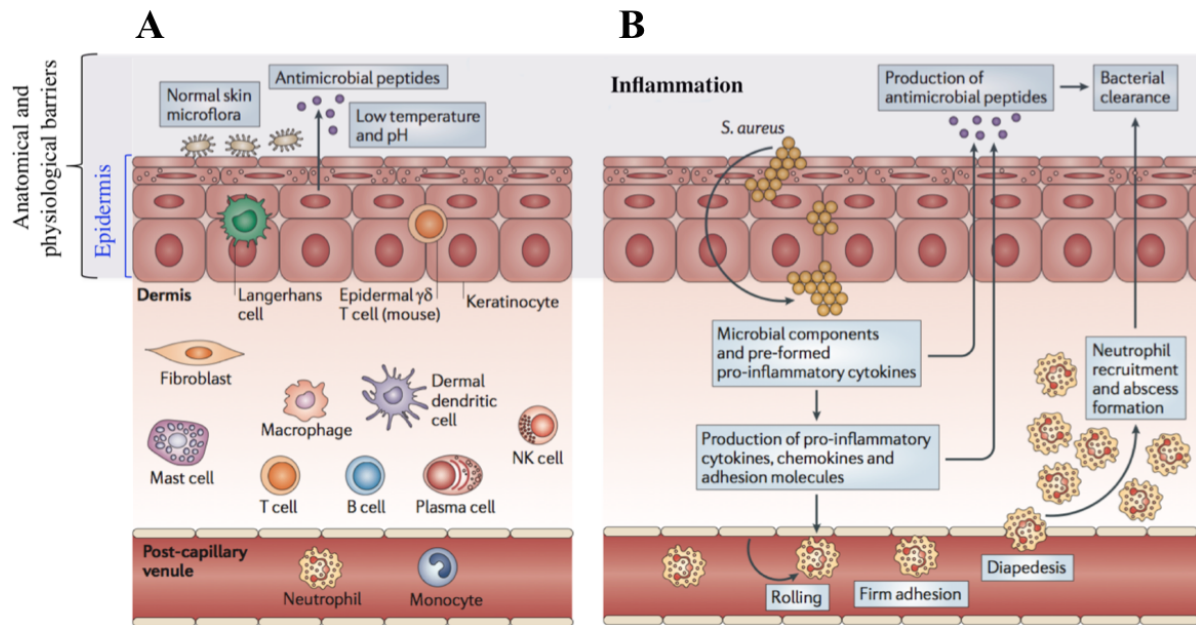 A
B
Anatomical and
physiological barriers
Epidermis
Normal skin
microflora
Antimicrobial peptides
Low temperature
and pH
Dermis
Langerhans
cell
Epidermal γδ
T cell (mouse)
Keratinocyte
Fibroblast
Macrophage
Dermal
dendritic
cell
NK cell
Mast cell
T cell
B cell
Plasma cell
Post-capillary
venule
Neutrophil
Monocyte
Inflammation
S. aureus
Production of
antimicrobial peptides
Bacterial
clearance
Microbial components
and pre-formed
pro-inflammatory cytokines
Production of pro-inflammatory
cytokines, chemokines and
adhesion molecules
Neutrophil
recruitment
and abscess
formation
Rolling
Firm adhesion
Diapedesis